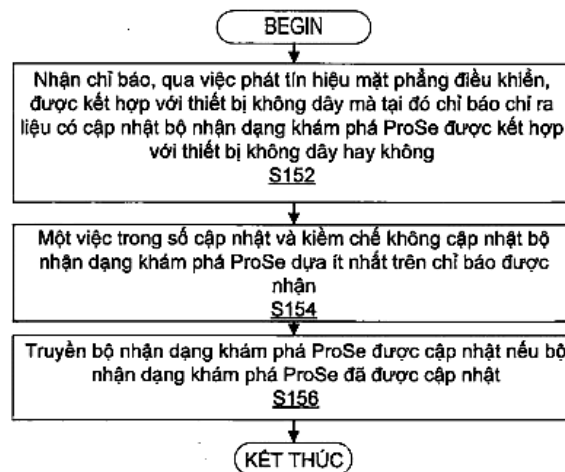 BEGIN
Nhận chỉ báo, qua việc phát tín hiệu mặt phẳng điều khiển,
được kết hợp với thiết bị không dây mà tại đó chỉ báo chỉ ra
liệu có cập nhật bộ nhận dạng khám phá ProSe được kết hợp
với thiết bị không dây hay không
S152
Một việc trong số cập nhật và kiềm chế không cập nhật bộ
nhận dạng khám phá ProSe dựa ít nhất trên chỉ báo được
nhận
S154
Truyền bộ nhận dạng khám phá ProSe được cập nhật nếu bộ
nhận dạng khám phá ProSe đã được cập nhật
S156
KẾT THÚC